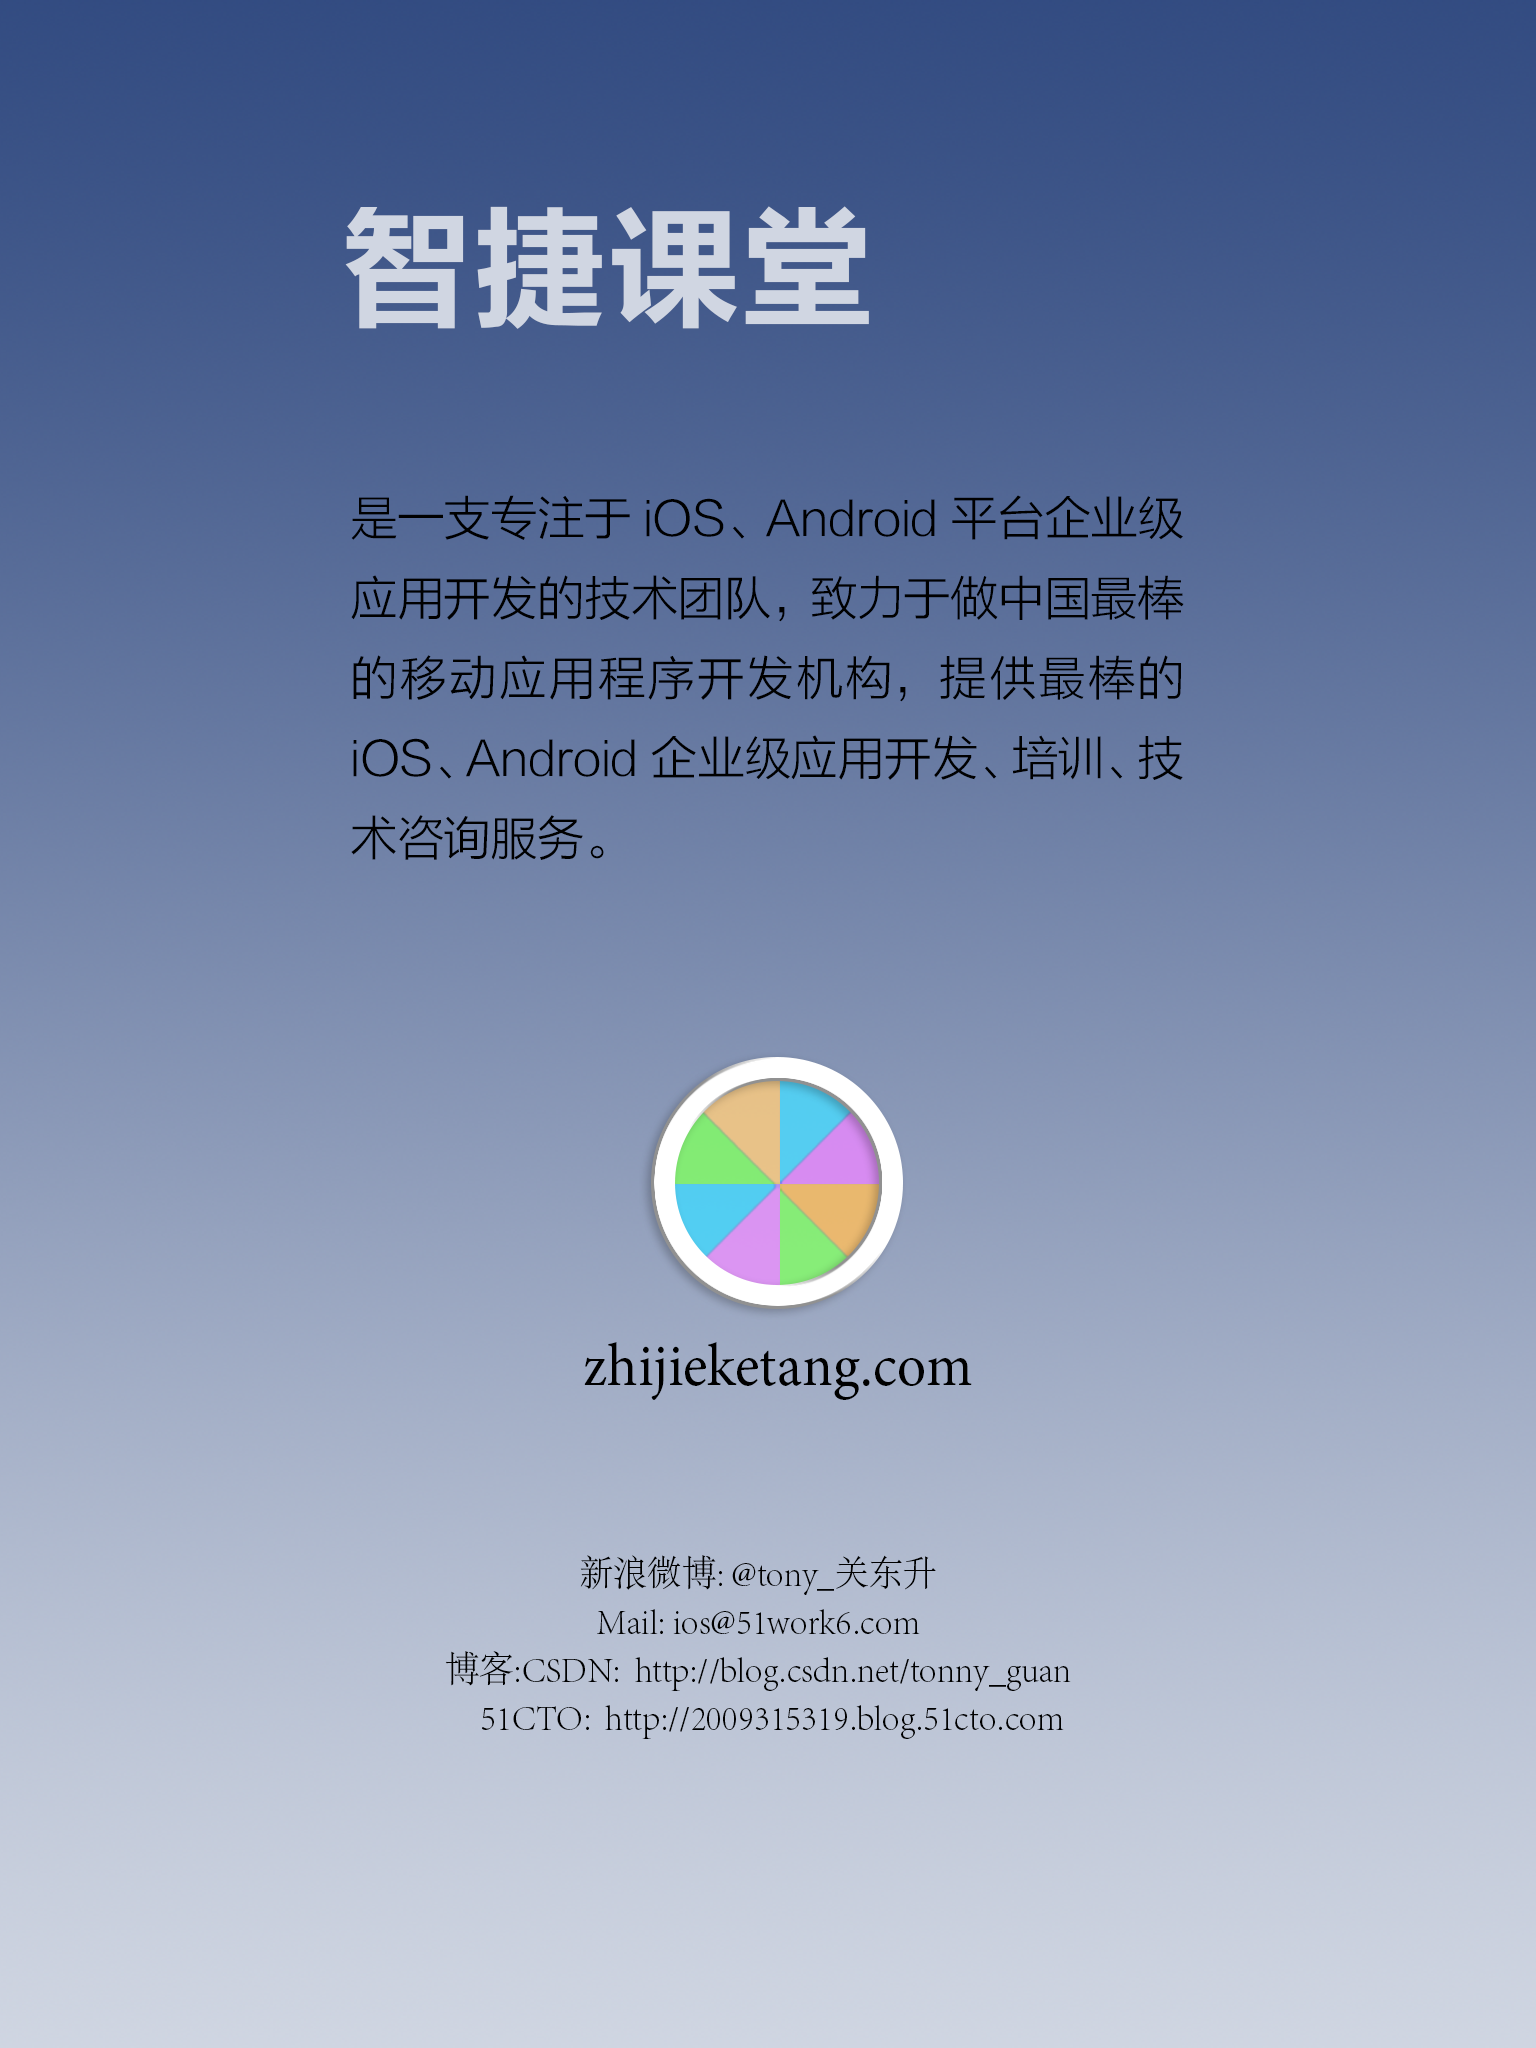 智捷课堂
是一支专注于 iOS、Android 平台企业级
应用开发的技术团队，致力于做中国最棒
的移动应用程序开发机构，提供最棒的
iOS、Android 企业级应用开发、培训、技
术咨询服务。
zhijieketang.com
新浪微博: @tony_关东升
Mail: ios@51work6.com
博客:CSDN: http://blog.csdn.net/tonny_guan
51CTO: http://2009315319.blog.51cto.com